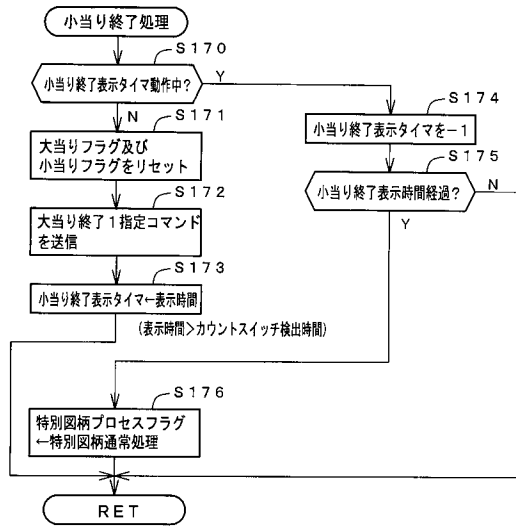 小当り終了処理
S170
小当り終了表示タイマ動作中?
Y
N
S171
大当りフラグ及び
小当りフラグをリセット
S172
大当り終了1指定コマンド
を送信
S173
小当り終了表示タイマ←表示時間
(表示時間>カウントスイッチ検出時間)
S174
小当り終了表示タイマを-1
S175
小当り終了表示時間経過?
N
Y
S176
特別図柄プロセスフラグ
←特別図柄通常処理
RET